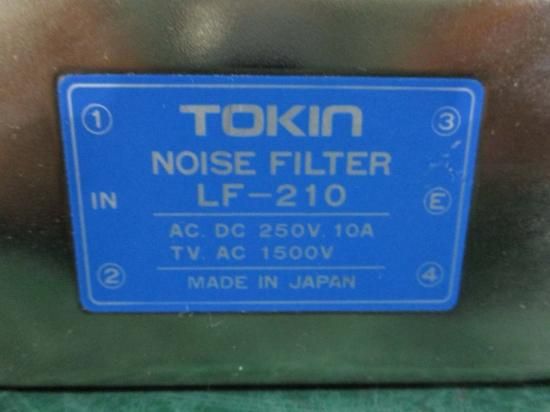 ① TOKIN ③
NOISE FILTER
IN LF-210 Ⓔ
AC. DC 250V. 10A
TV. AC 1500V
② MADE IN JAPAN ④